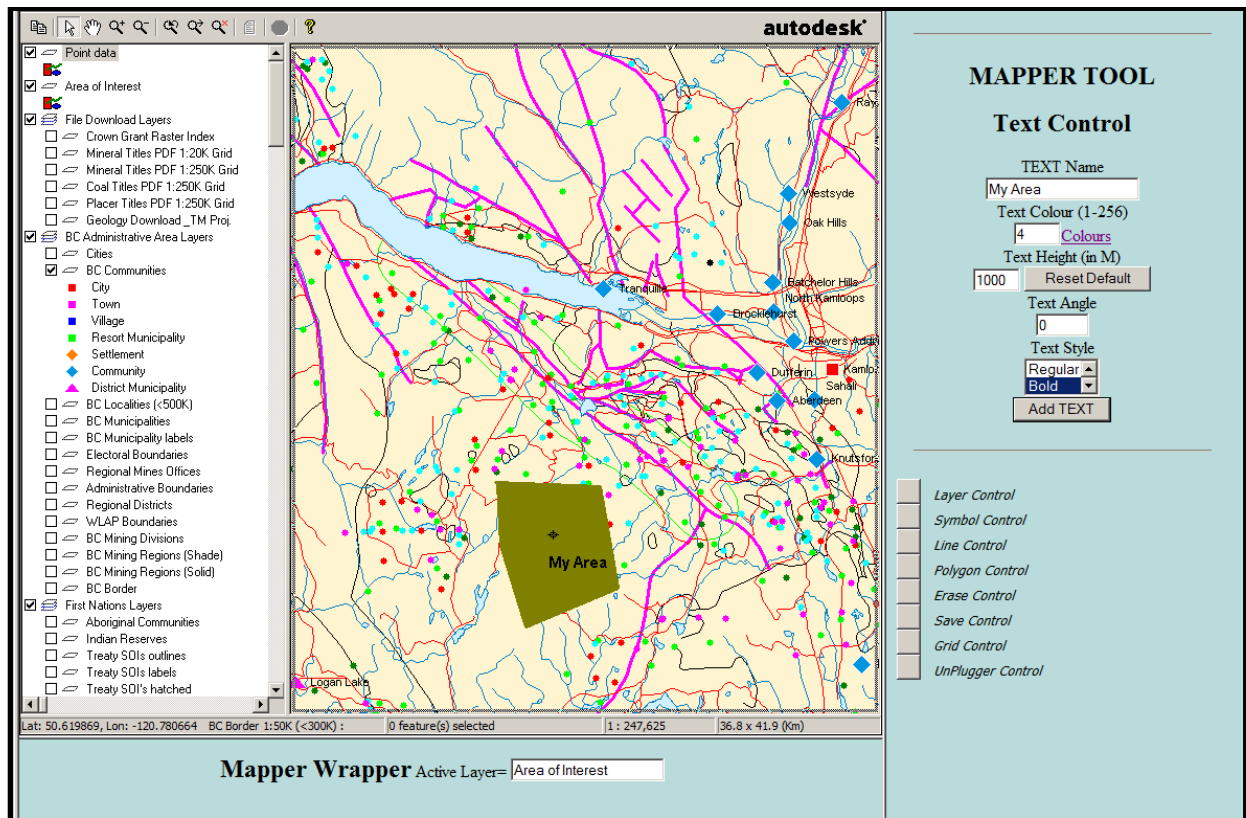 autodesk
Point data
Area of Interest
File Download Layers
Crown Grant Raster Index
Mineral Titles PDF 1:20K Grid
Mineral Titles PDF 1:250K Grid
Coal Titles PDF 1:250K Grid
Placer Titles PDF 1:250K Grid
Geology Download _TM Proj.
BC Administrative Area Layers
Cities
BC Communities
City
Town
Village
Resort Municipality
Settlement
Community
District Municipality
BC Localities (<500K)
BC Municipalities
BC Municipality labels
Electoral Boundaries
Regional Mines Offices
Administrative Boundaries
Regional Districts
WLAP Boundaries
BC Mining Divisions
BC Mining Regions (Shade)
BC Mining Regions (Solid)
BC Border
First Nations Layers
Aboriginal Communities
Indian Reserves
Treaty SOIs outlines
Treaty SOIs labels
Treaty SOI's hatched
Ray
Westsyde
Oak Hills
Batchelor Hills
Tranquille
North Kamloops
Brocklehurst
Powers Addi
Kamlo
Dufferin
Sahali
Aberdeen
Knutsfor
My Area
Logan Lake
Lat: 50.619869, Lon: -120.780664 BC Border 1:50K (<300K) : 0 feature(s) selected 1 : 247,625 36.8 x 41.9 (Km)
Mapper Wrapper Active Layer= Area of Interest
MAPPER TOOL
Text Control
TEXT Name
My Area
Text Colour (1-256)
4 Colours
Text Height (in M)
1000 Reset Default
Text Angle
0
Text Style
Regular
Bold
Add TEXT
Layer Control
Symbol Control
Line Control
Polygon Control
Erase Control
Save Control
Grid Control
UnPlugger Control